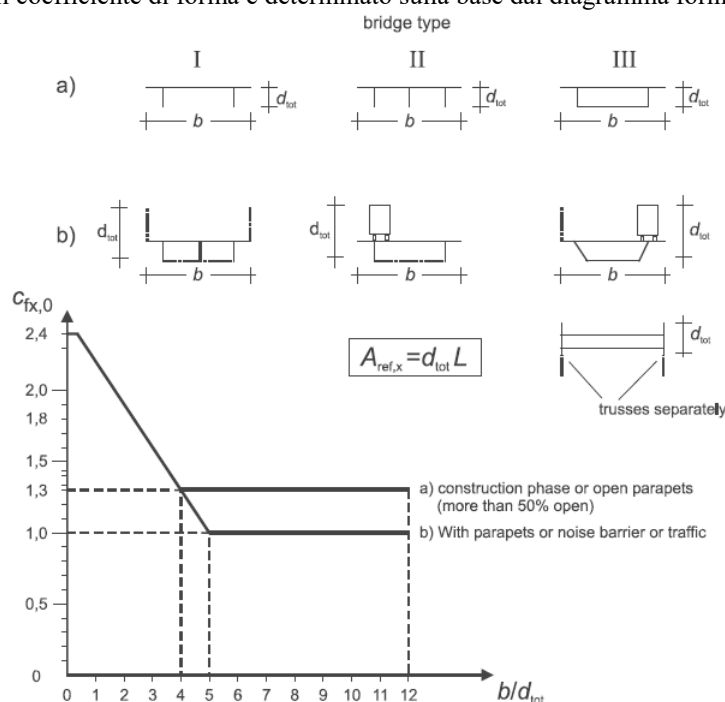 coefficiente di forma è determinato sulla base dal diagramma
bridge type
I II III
a) d_tot d_tot d_tot
b b b
b) d_tot d_tot d_tot
b b b
c_fx,0
2,4
A_ref,x = d_tot L
d_tot
2,0
trusses separately
1,8
1,5
1,3
a) construction phase or open parapets
(more than 50% open)
1,0
b) With parapets or noise barrier or traffic
0,5
0
0 1 2 3 4 5 6 7 8 9 10 11 12 b/d_tot